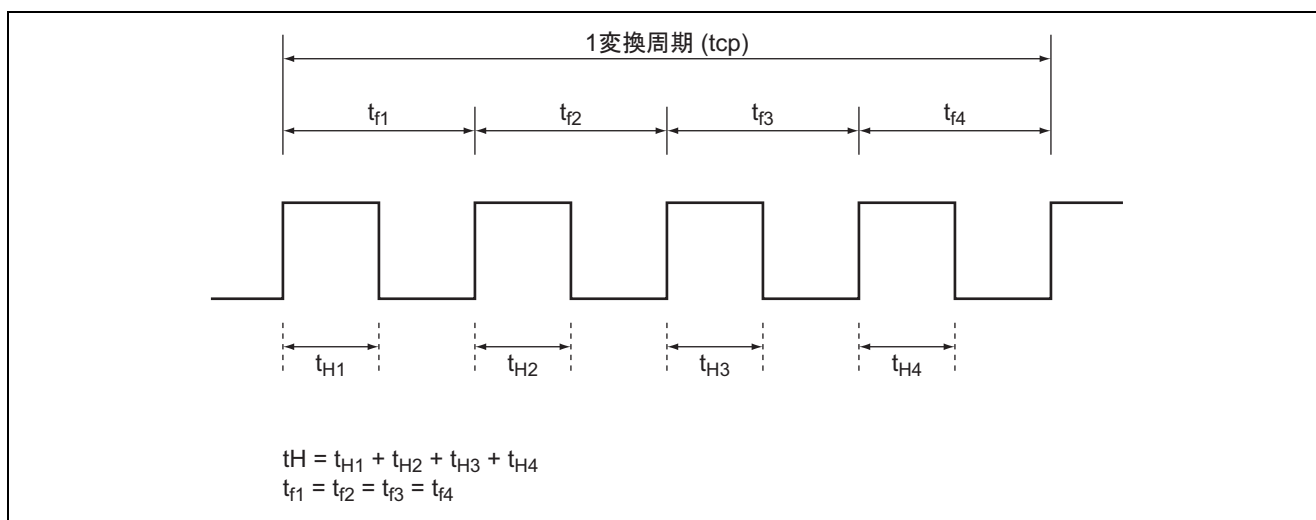 1変換周期 (tcp)
tf1 tf2 tf3 tf4
tH1 tH2 tH3 tH4
tH = tH1 + tH2 + tH3 + tH4
tf1 = tf2 = tf3 = tf4